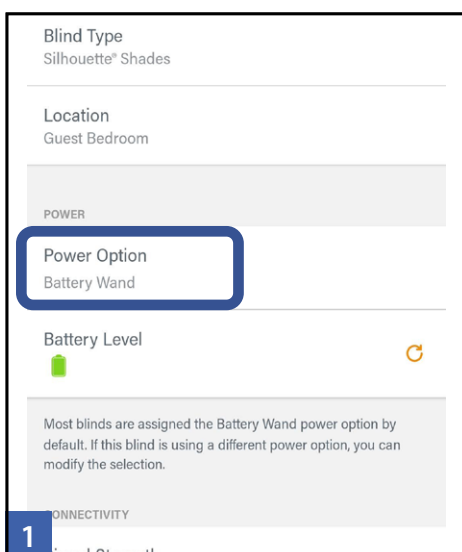 Blind Type
Silhouette® Shades
Location
Guest Bedroom
POWER
Power Option
Battery Wand
Battery Level
Most blinds are assigned the Battery Wand power option by
default. If this blind is using a different power option, you can
modify the selection.
CONNECTIVITY
1